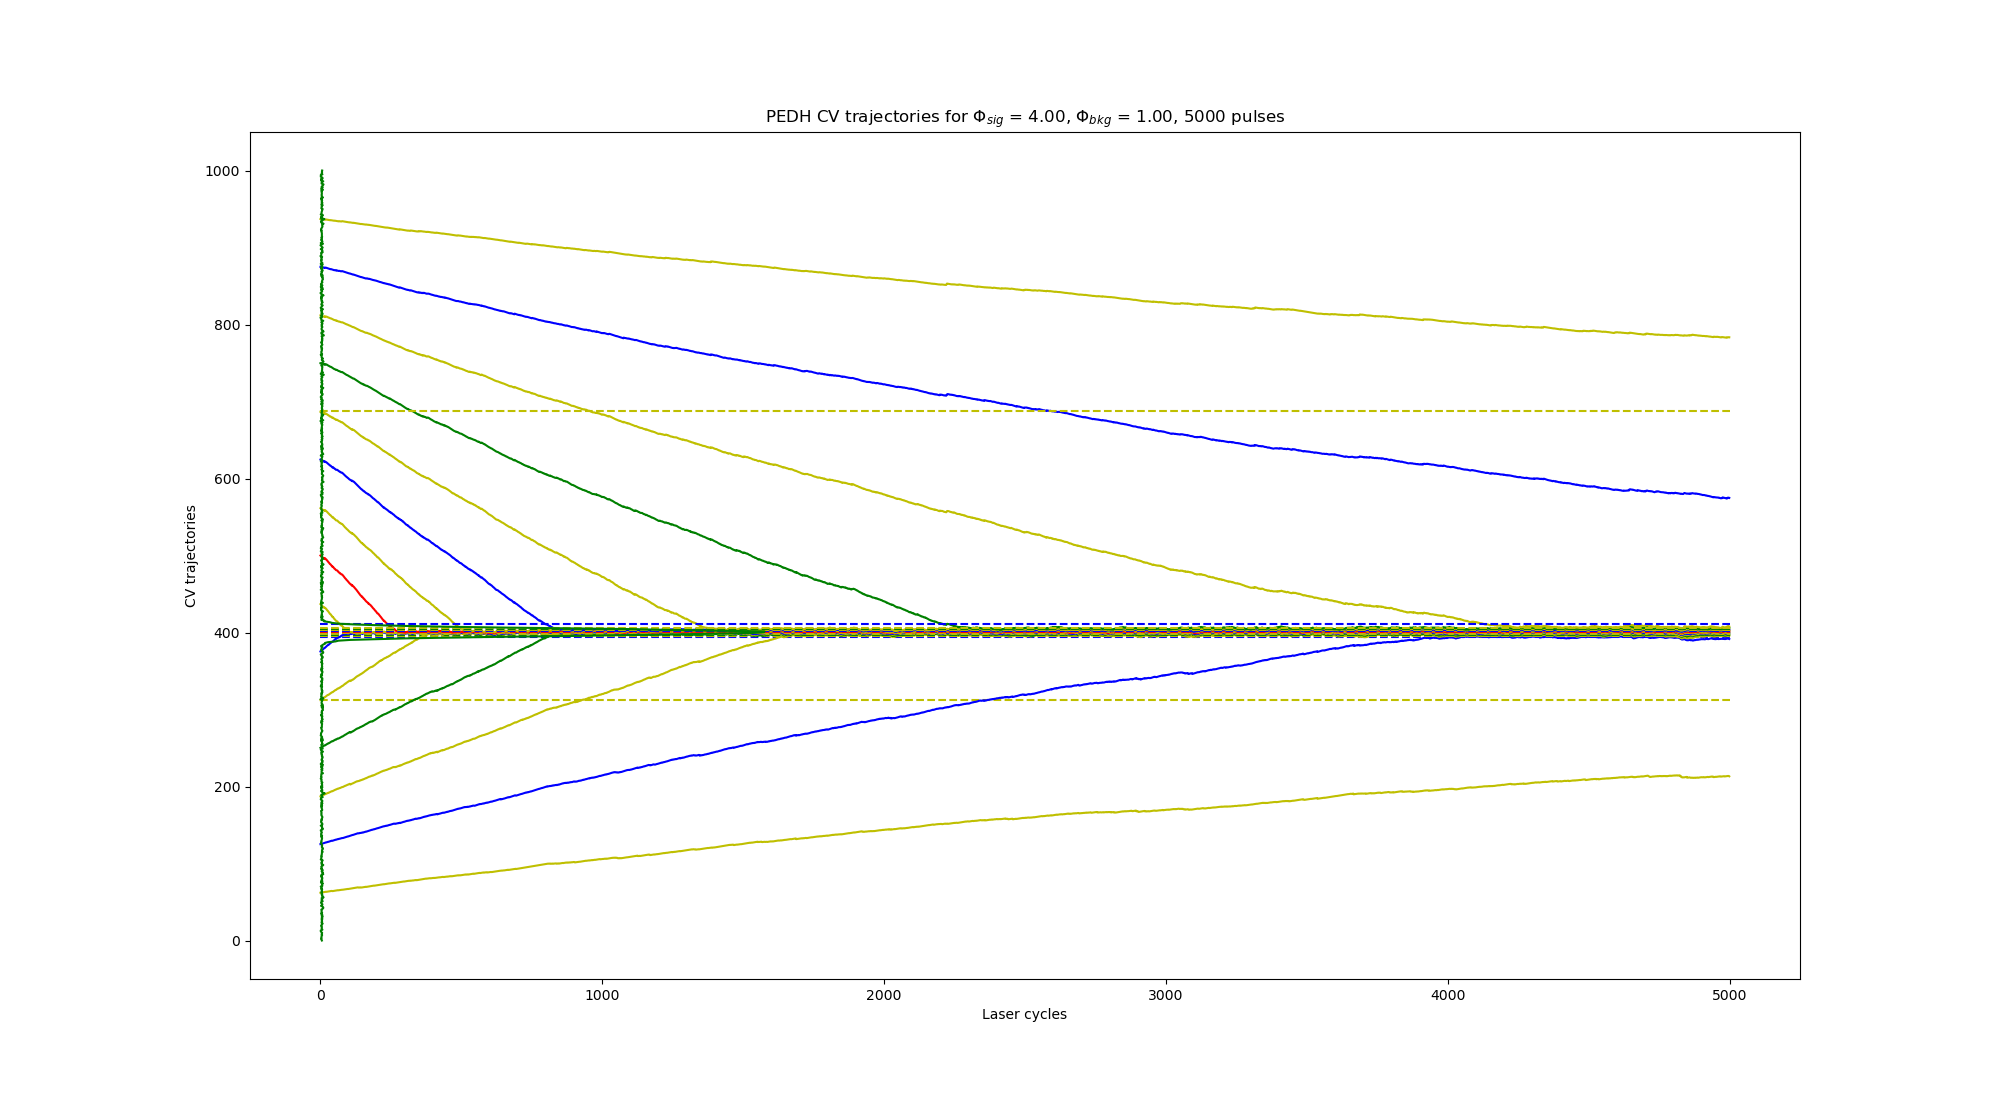 PEDH CV trajectories for Φsig = 4.00, Φbkg = 1.00, 5000 pulses
1000
800
600
400
200
0
CV trajectories
0 1000 2000 3000 4000 5000
Laser cycles